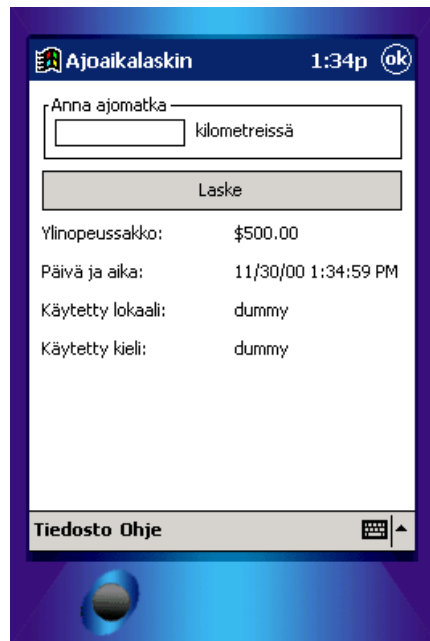 Ajoaikalaskin 1:34p ok
Anna ajomatka
kilometreissä
Laske
Ylinopeussakko: $500.00
Päivä ja aika: 11/30/00 1:34:59 PM
Käytetty lokaali: dummy
Käytetty kieli: dummy
Tiedosto Ohje